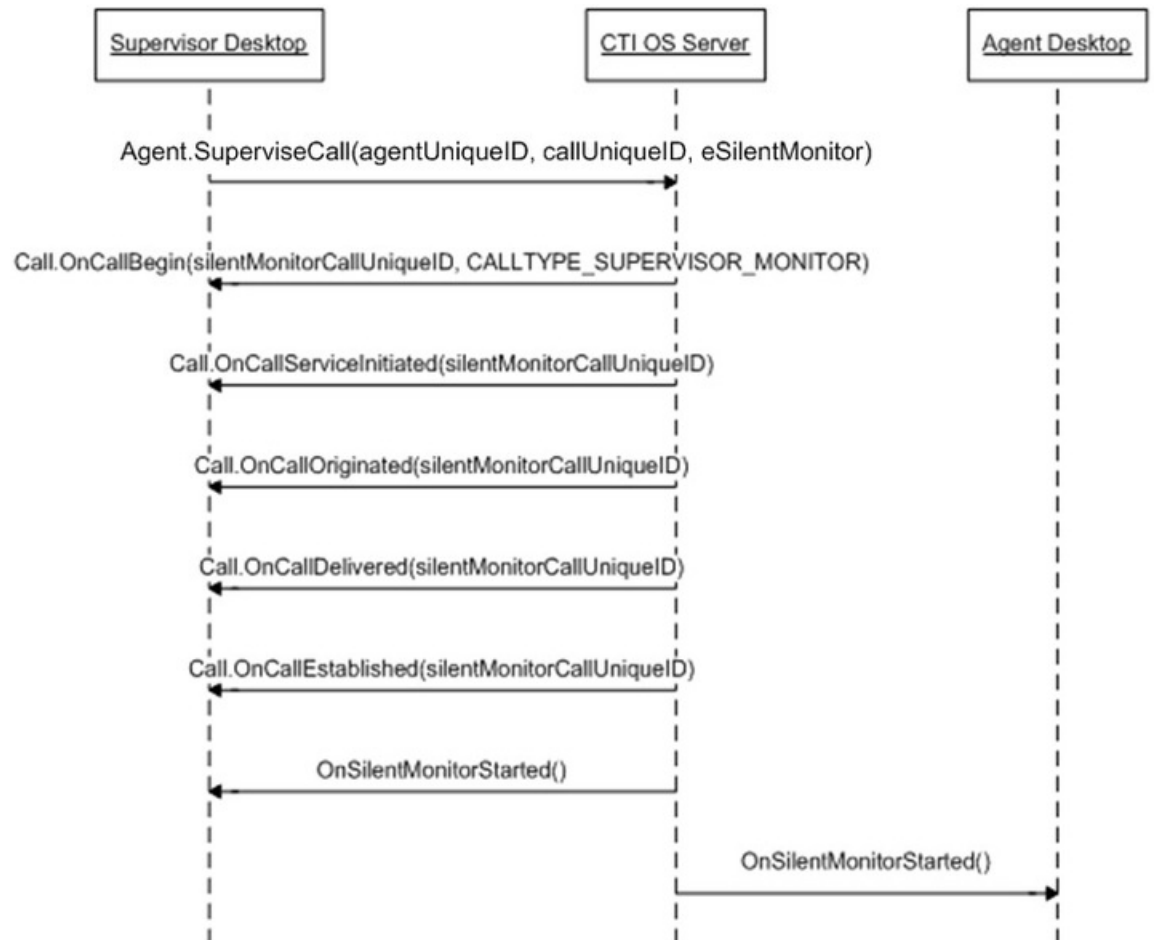 Supervisor Desktop
CTI OS Server
Agent Desktop
Agent.SuperviseCall(agentUniqueID, callUniqueID, eSilentMonitor)
Call.OnCallBegin(silentMonitorCallUniqueID, CALLTYPE_SUPERVISOR_MONITOR)
Call.OnCallServiceInitiated(silentMonitorCallUniqueID)
Call.OnCallOriginated(silentMonitorCallUniqueID)
Call.OnCallDelivered(silentMonitorCallUniqueID)
Call.OnCallEstablished(silentMonitorCallUniqueID)
OnSilentMonitorStarted()
OnSilentMonitorStarted()